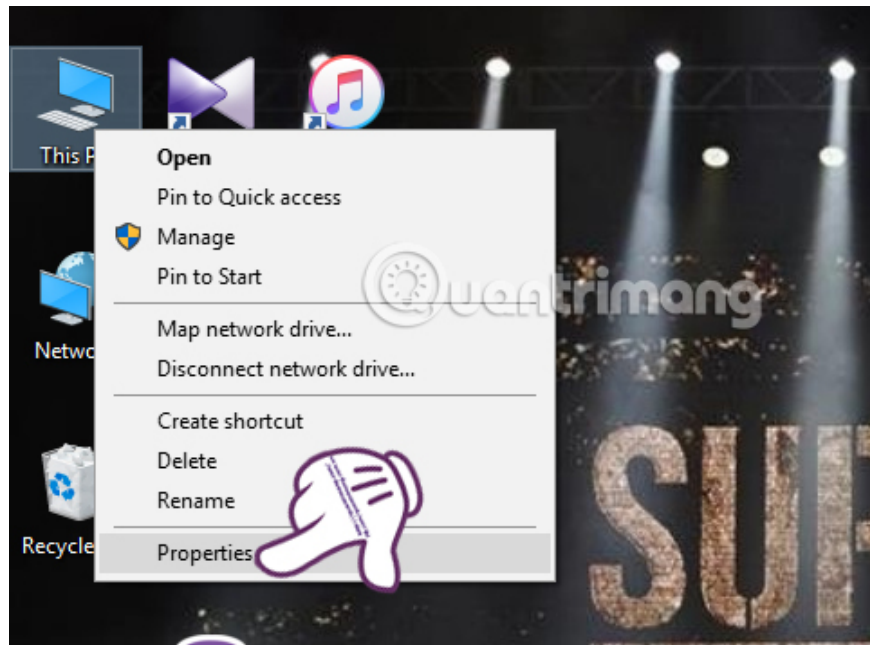 This P
Open
Pin to Quick access
Manage
Pin to Start
Quantrimang
Map network drive...
Disconnect network drive...
Netwo
Create shortcut
Delete
Rename
SUF
Recycle
Properties